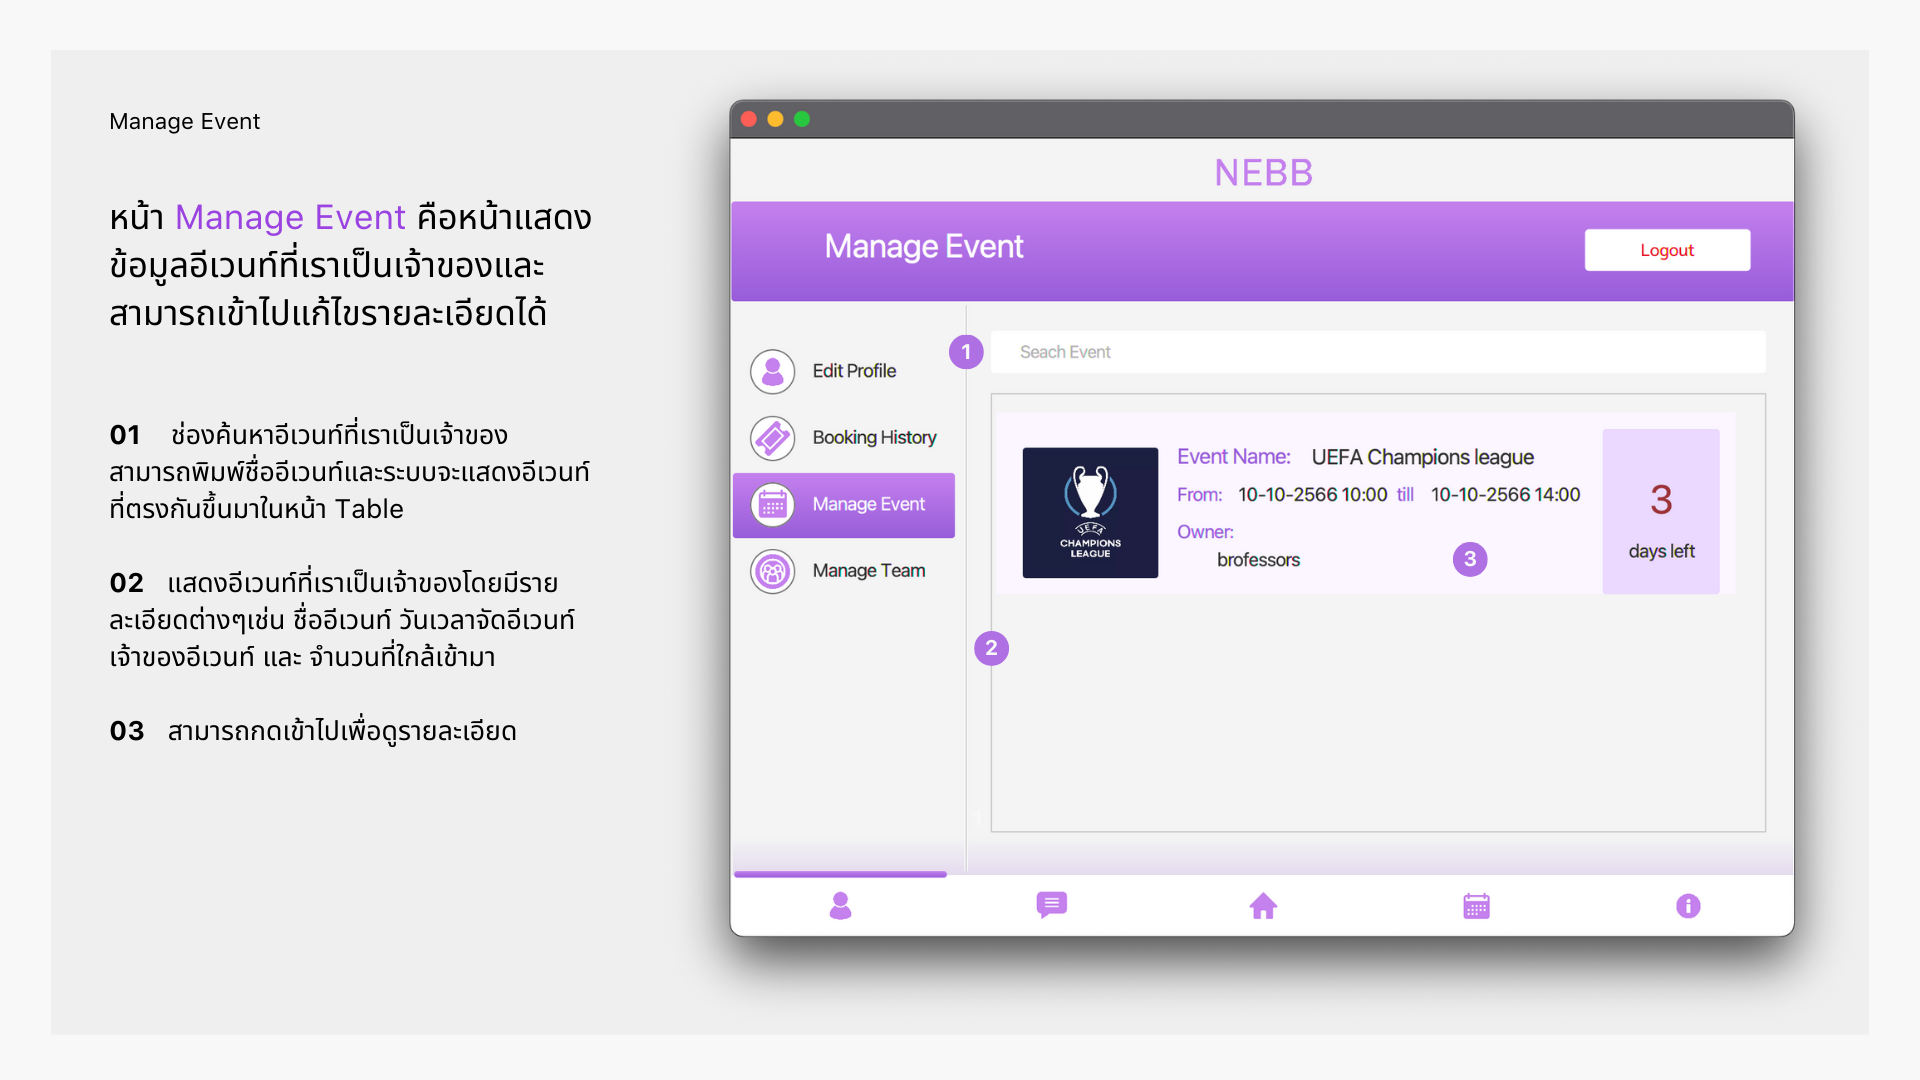 Manage Event
หน้า Manage Event คือหน้าแสดง
ข้อมูลอีเวนท์ที่เราเป็นเจ้าของและ
สามารถเข้าไปแก้ไขรายละเอียดได้
01 ช่องค้นหาอีเวนท์ที่เราเป็นเจ้าของ
สามารถพิมพ์ชื่ออีเวนท์และระบบจะแสดงอีเวนท์
ที่ตรงกันขึ้นมาในหน้า Table
02 แสดงอีเวนท์ที่เราเป็นเจ้าของโดยมีราย
ละเอียดต่างๆเช่น ชื่ออีเวนท์ วันเวลาจัดอีเวนท์
เจ้าของอีเวนท์ และ จำนวนที่ใกล้เข้ามา
03 สามารถกดเข้าไปเพื่อดูรายละเอียด
NEBB
Manage Event
Logout
Edit Profile
Booking History
Manage Event
Manage Team
1
Seach Event
UEFA
CHAMPIONS
LEAGUE
Event Name: UEFA Champions league
From: 10-10-2566 10:00 till 10-10-2566 14:00
Owner:
brofessors
3
3
days left
2